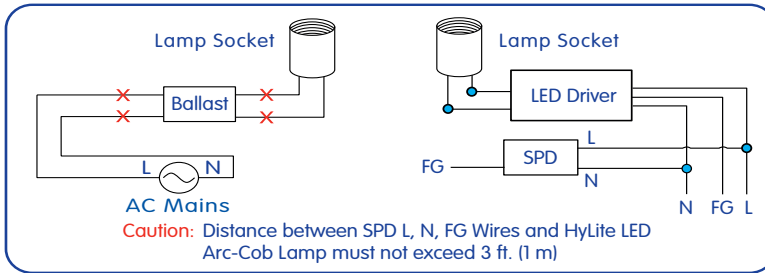 Lamp Socket
Lamp Socket
Ballast
LED Driver
L
FG
SPD
L
N
N
AC Mains
N FG L
Caution: Distance between SPD L, N, FG Wires and HyLite LED
Arc-Cob Lamp must not exceed 3 ft. (1 m)